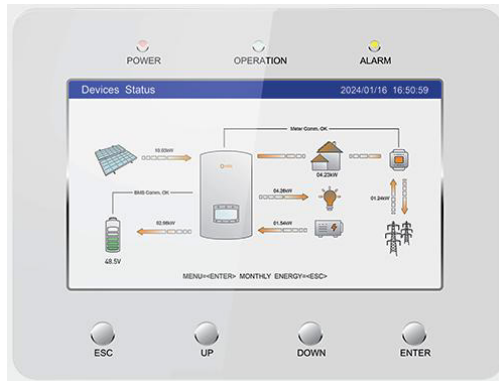 POWER OPERATION ALARM
Devices Status 2024/01/16 16:50:59
Meter Comm. OK
10.93kW
04.23kW
BMS Comm. OK
04.26kW
01.24kW
02.66kW
01.54kW
48.5V
MENU=<ENTER> MONTHLY ENERGY=<ESC>
ESC UP DOWN ENTER